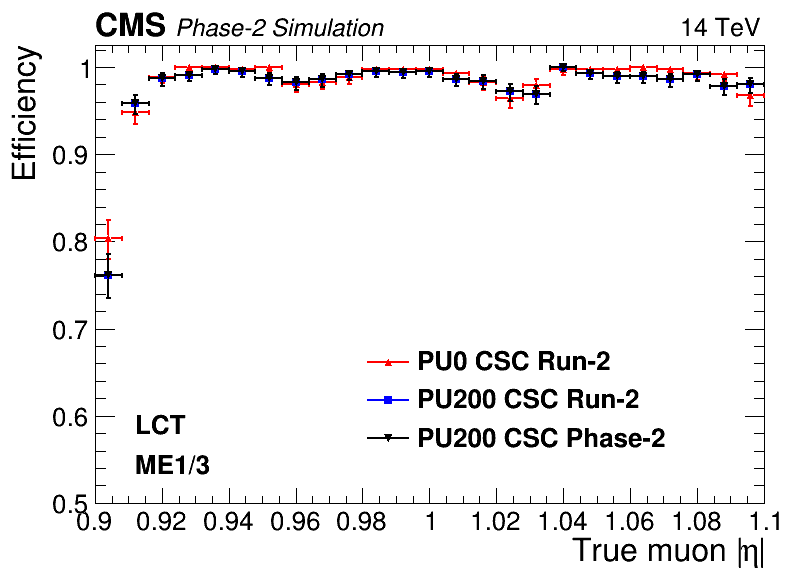 CMS Phase-2 Simulation 14 TeV
Efficiency
1
0.9
0.8
0.7
0.6
0.5
PU0 CSC Run-2
PU200 CSC Run-2
PU200 CSC Phase-2
LCT
ME1/3
0.9 0.92 0.94 0.96 0.98 1 1.02 1.04 1.06 1.08 1.1
True muon |η|